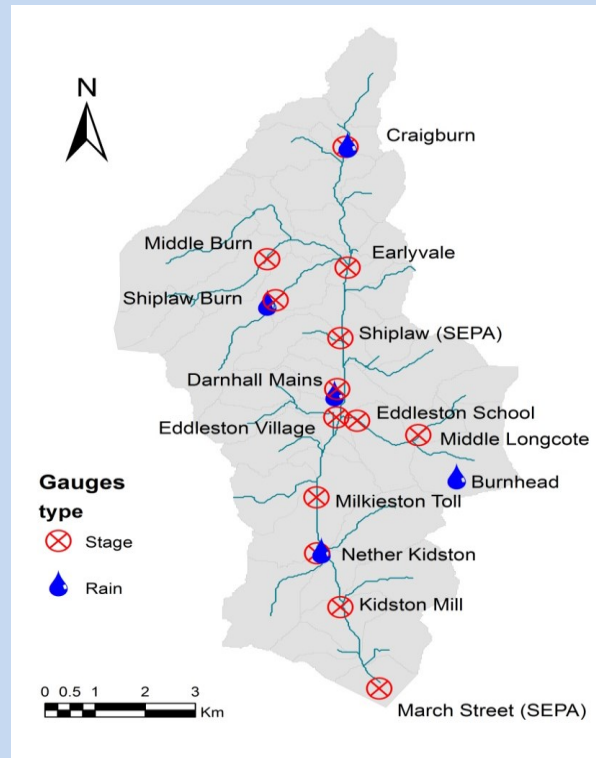 N
Craigburn
Middle Burn
Earlyvale
Shiplaw Burn
Shiplaw (SEPA)
Darnhall Mains
Eddleston School
Eddleston Village
Middle Longcote
Burnhead
Gauges
type
Milkieston Toll
Stage
Nether Kidston
Rain
Kidston Mill
0 0.5 1 2 3
Km
March Street (SEPA)